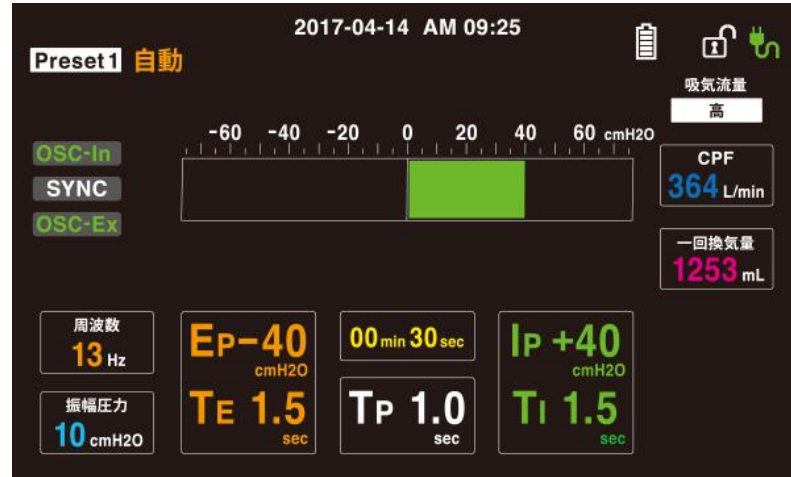 2017-04-14 AM 09:25
Preset1 自動
吸気流量
高
-60 -40 -20 0 20 40 60 cmH2O
OSC-In
SYNC
OSC-Ex
CPF
364 L/min
一回換気量
1253 mL
周波数
13 Hz
振幅圧力
10 cmH2O
EP-40
cmH2O
TE 1.5
sec
00 min 30 sec
TP 1.0
sec
IP +40
cmH2O
TI 1.5
sec